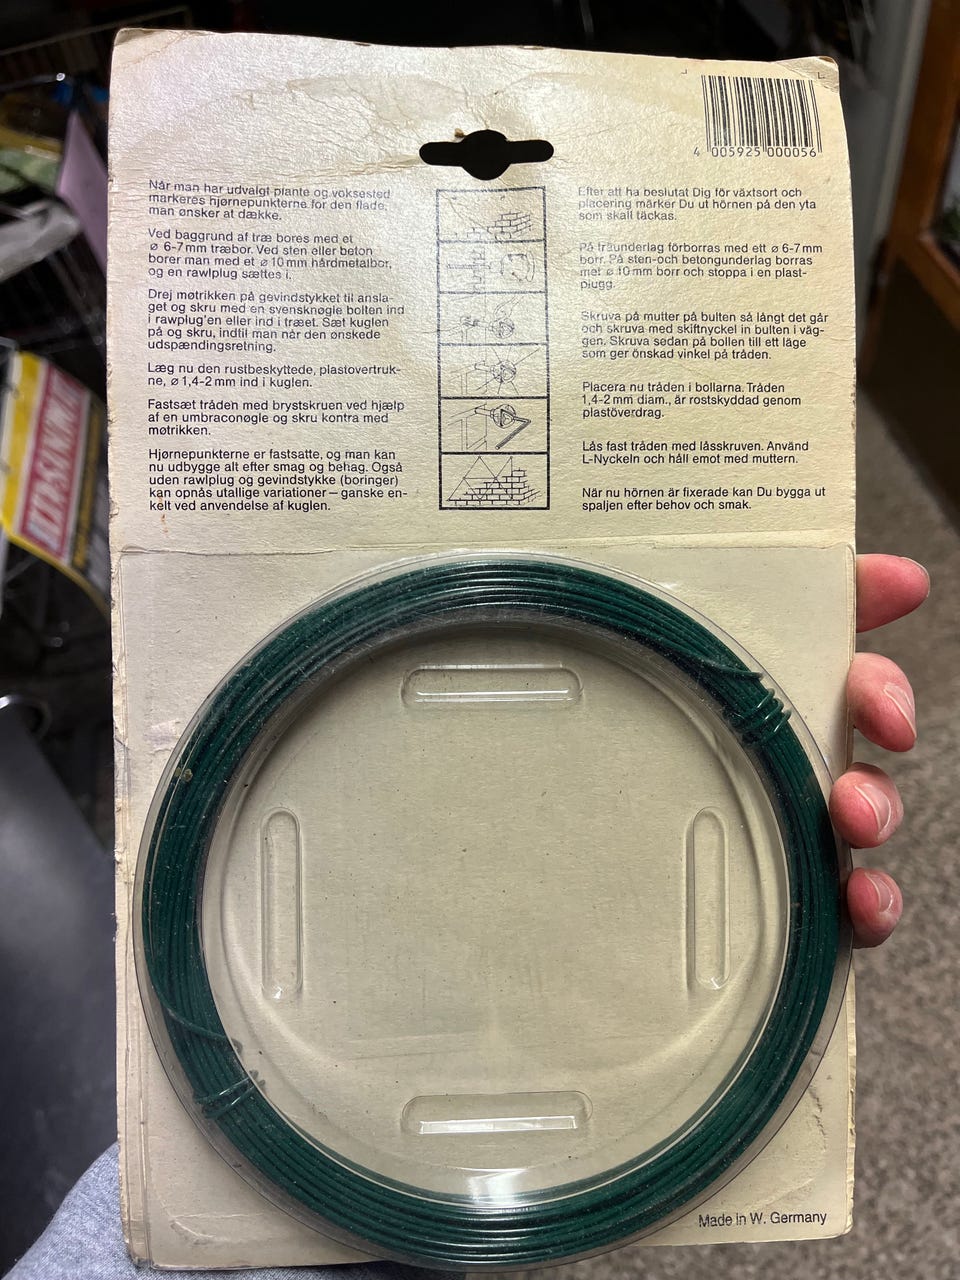 4 005925 000056
Når man har udvalgt plante og voksested
markeres hjørnepunkterne for den flade,
man ønsker at dække.
Ved baggrund af træ bores med et
ø 6-7 mm træbor. Ved sten eller beton
borer man med et ø 10 mm hårdmetalbor,
og en rawlplug sættes i.
Drej møtrikken på gevindstykket til ansla-
get og skru med en svensknøgle bolten ind
i rawlplug'en eller ind i træet. Sæt kuglen
på og skru, indtil man når den ønskede
udspændingsretning.
Læg nu den rustbeskyttede, plastovertruk-
ne, ø 1,4-2 mm ind i kuglen.
Fastsæt tråden med brystskruen ved hjælp
af en umbraconøgle og skru kontra med
møtrikken.
Hjørnepunkterne er fastsatte, og man kan
nu udbygge alt efter smag og behag. Også
uden rawlplug og gevindstykke (boringer)
kan opnås utallige variationer – ganske en-
kelt ved anvendelse af kuglen.
Efter att ha beslutat Dig för växtsort och
placering märker Du ut hörnen på den yta
som skall täckas.
På träunderlag förborras med ett ø 6-7 mm
borr. På sten-och betongunderlag borras
met ø 10 mm borr och stoppa i en plast-
plugg.
Skruva på mutter på bulten så långt det går
och skruva med skiftnyckel in bulten i väg-
gen. Skruva sedan på bollen till ett läge
som ger önskad vinkel på tråden.
Placera nu tråden i bollarna. Tråden
1,4-2 mm diam., är rostskyddad genom
plastöverdrag.
Lås fast tråden med låsskruven. Använd
L-Nyckeln och håll emot med muttern.
När nu hörnen är fixerade kan Du bygga ut
spaljen efter behov och smak.
Made in W. Germany